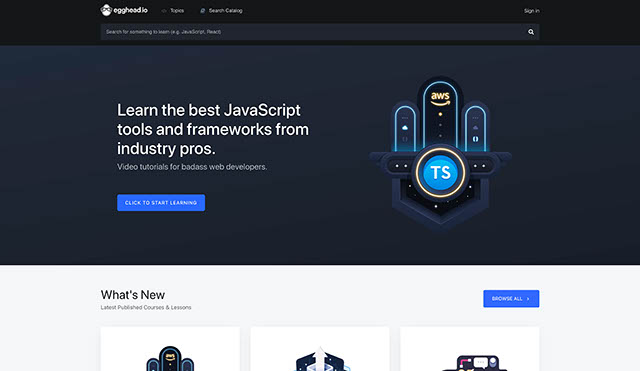 egghead.io
Topics
Search Catalog
Sign in
Search for something to learn (e.g. JavaScript, React)
Learn the best JavaScript
tools and frameworks from
industry pros.
Video tutorials for badass web developers.
CLICK TO START LEARNING
aws
TS
What's New
Latest Published Courses & Lessons
BROWSE ALL
aws